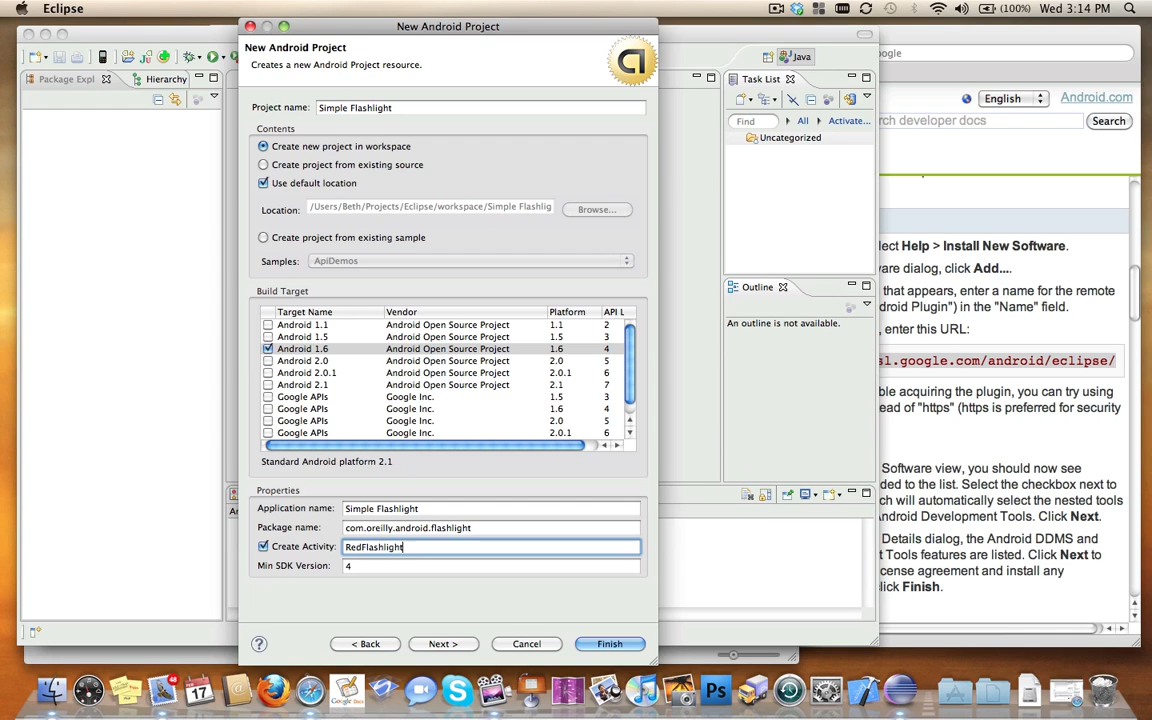 Eclipse
(100%) Wed 3:14 PM
New Android Project
New Android Project
Creates a new Android Project resource.
Project name: Simple Flashlight
Contents
Create new project in workspace
Create project from existing source
Use default location
Location: /Users/Beth/Projects/Eclipse/workspace/Simple Flashlig
Browse...
Create project from existing sample
Samples: ApiDemos
Build Target
Target Name Vendor Platform API L
Android 1.1 Android Open Source Project 1.1 2
Android 1.5 Android Open Source Project 1.5 3
Android 1.6 Android Open Source Project 1.6 4
Android 2.0 Android Open Source Project 2.0 5
Android 2.0.1 Android Open Source Project 2.0.1 6
Android 2.1 Android Open Source Project 2.1 7
Google APIs Google Inc. 1.5 3
Google APIs Google Inc. 1.6 4
Google APIs Google Inc. 2.0 5
Google APIs Google Inc. 2.0.1 6
Standard Android platform 2.1
Properties
Application name: Simple Flashlight
Package name: com.oreilly.android.flashlight
Create Activity: RedFlashlight
Min SDK Version: 4
< Back
Next >
Cancel
Finish
Package Expl
Hierarchy
Java
Task List
Find
All
Activate...
Uncategorized
Outline
An outline is not available.
English
Android.com
rch developer docs
Search
lect Help > Install New Software.
are dialog, click Add....
that appears, enter a name for the remote
droid Plugin") in the "Name" field.
, enter this URL:
sl.google.com/android/eclipse/
ble acquiring the plugin, you can try using
ead of "https" (https is preferred for security
Software view, you should now see
ded to the list. Select the checkbox next to
ch will automatically select the nested tools
Android Development Tools. Click Next.
Details dialog, the Android DDMS and
t Tools features are listed. Click Next to
cense agreement and install any
click Finish.
48
17